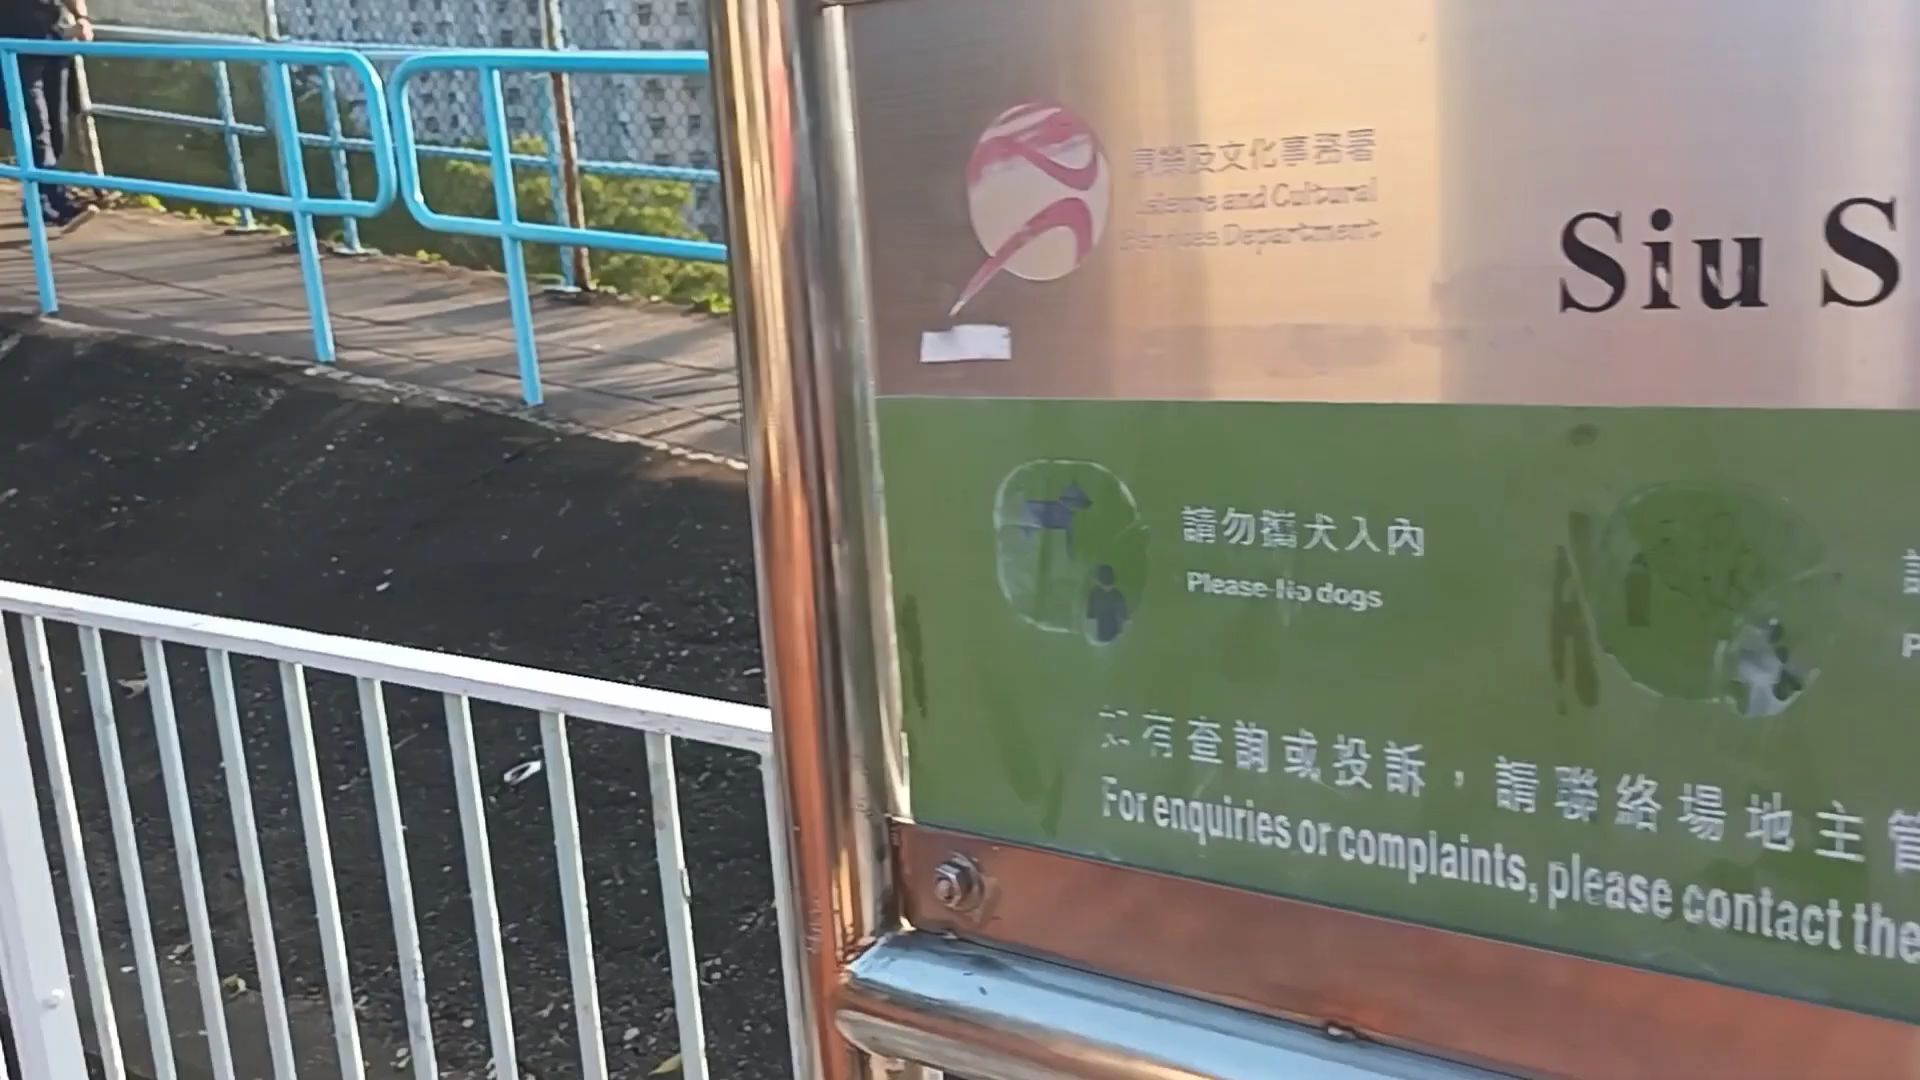 康樂及文化事務署
Leisure and Cultural
Services Department
Siu S
請勿攜犬入內
Please No dogs
如有查詢或投訴，請聯絡場地主管
For enquiries or complaints, please contact the